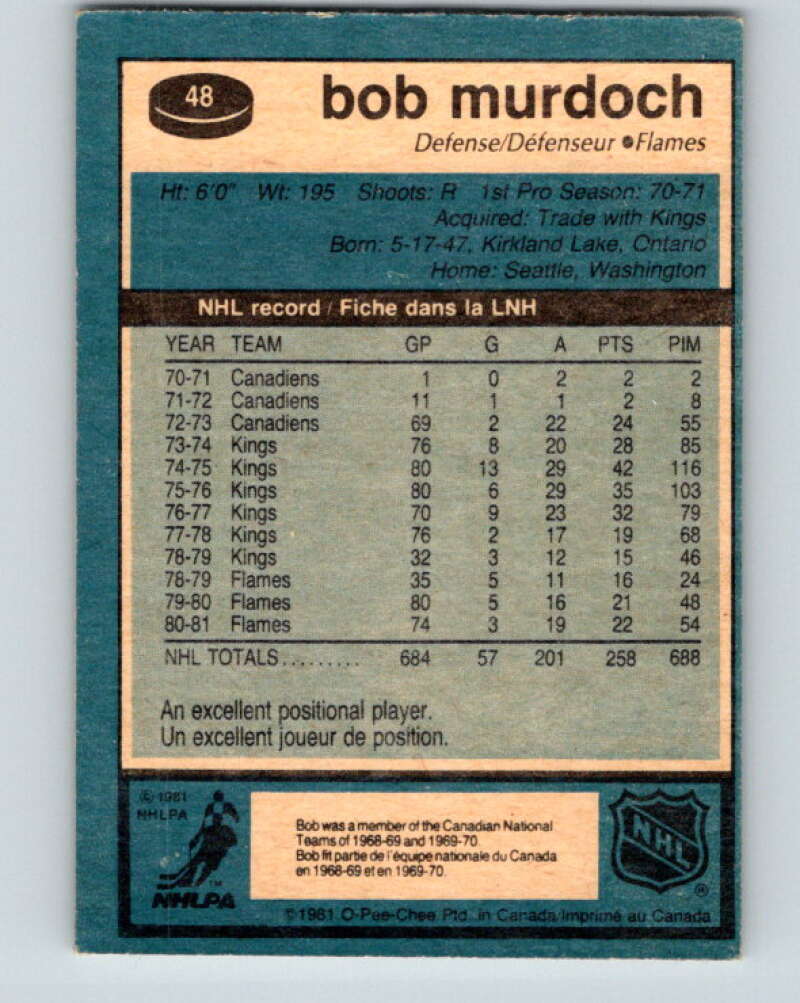 48
bob murdoch
Defense/Défenseur ● Flames
Ht: 6'0" Wt: 195 Shoots: R 1st Pro Season: 70-71
Acquired: Trade with Kings
Born: 5-17-47, Kirkland Lake, Ontario
Home: Seattle, Washington
NHL record / Fiche dans la LNH
YEAR TEAM GP G A PTS PIM
70-71 Canadiens 1 0 2 2 2
71-72 Canadiens 11 1 1 2 8
72-73 Canadiens 69 2 22 24 55
73-74 Kings 76 8 20 28 85
74-75 Kings 80 13 29 42 116
75-76 Kings 80 6 29 35 103
76-77 Kings 70 9 23 32 79
77-78 Kings 76 2 17 19 68
78-79 Kings 32 3 12 15 46
78-79 Flames 35 5 11 16 24
79-80 Flames 80 5 16 21 48
80-81 Flames 74 3 19 22 54
NHL TOTALS......... 684 57 201 258 688
An excellent positional player.
Un excellent joueur de position.
© 1981
NHLPA
Bob was a member of the Canadian National
Teams of 1968-69 and 1969-70.
Bob fit partie de l'équipe nationale du Canada
en 1968-69 et en 1969-70.
TM
NHLPA
NHL
®
©1981 O-Pee-Chee Ptd. in Canada/Imprimé au Canada